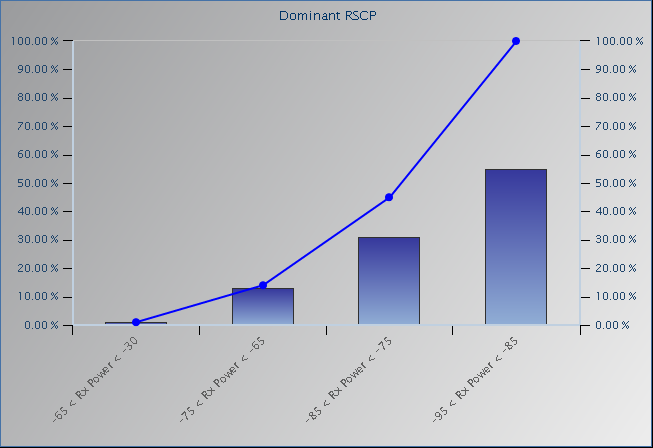 Dominant RSCP
100.00 % 100.00 %
90.00 % 90.00 %
80.00 % 80.00 %
70.00 % 70.00 %
60.00 % 60.00 %
50.00 % 50.00 %
40.00 % 40.00 %
30.00 % 30.00 %
20.00 % 20.00 %
10.00 % 10.00 %
0.00 % 0.00 %
-65 < Rx Power < -30
-75 < Rx Power < -65
-85 < Rx Power < -75
-95 < Rx Power < -85